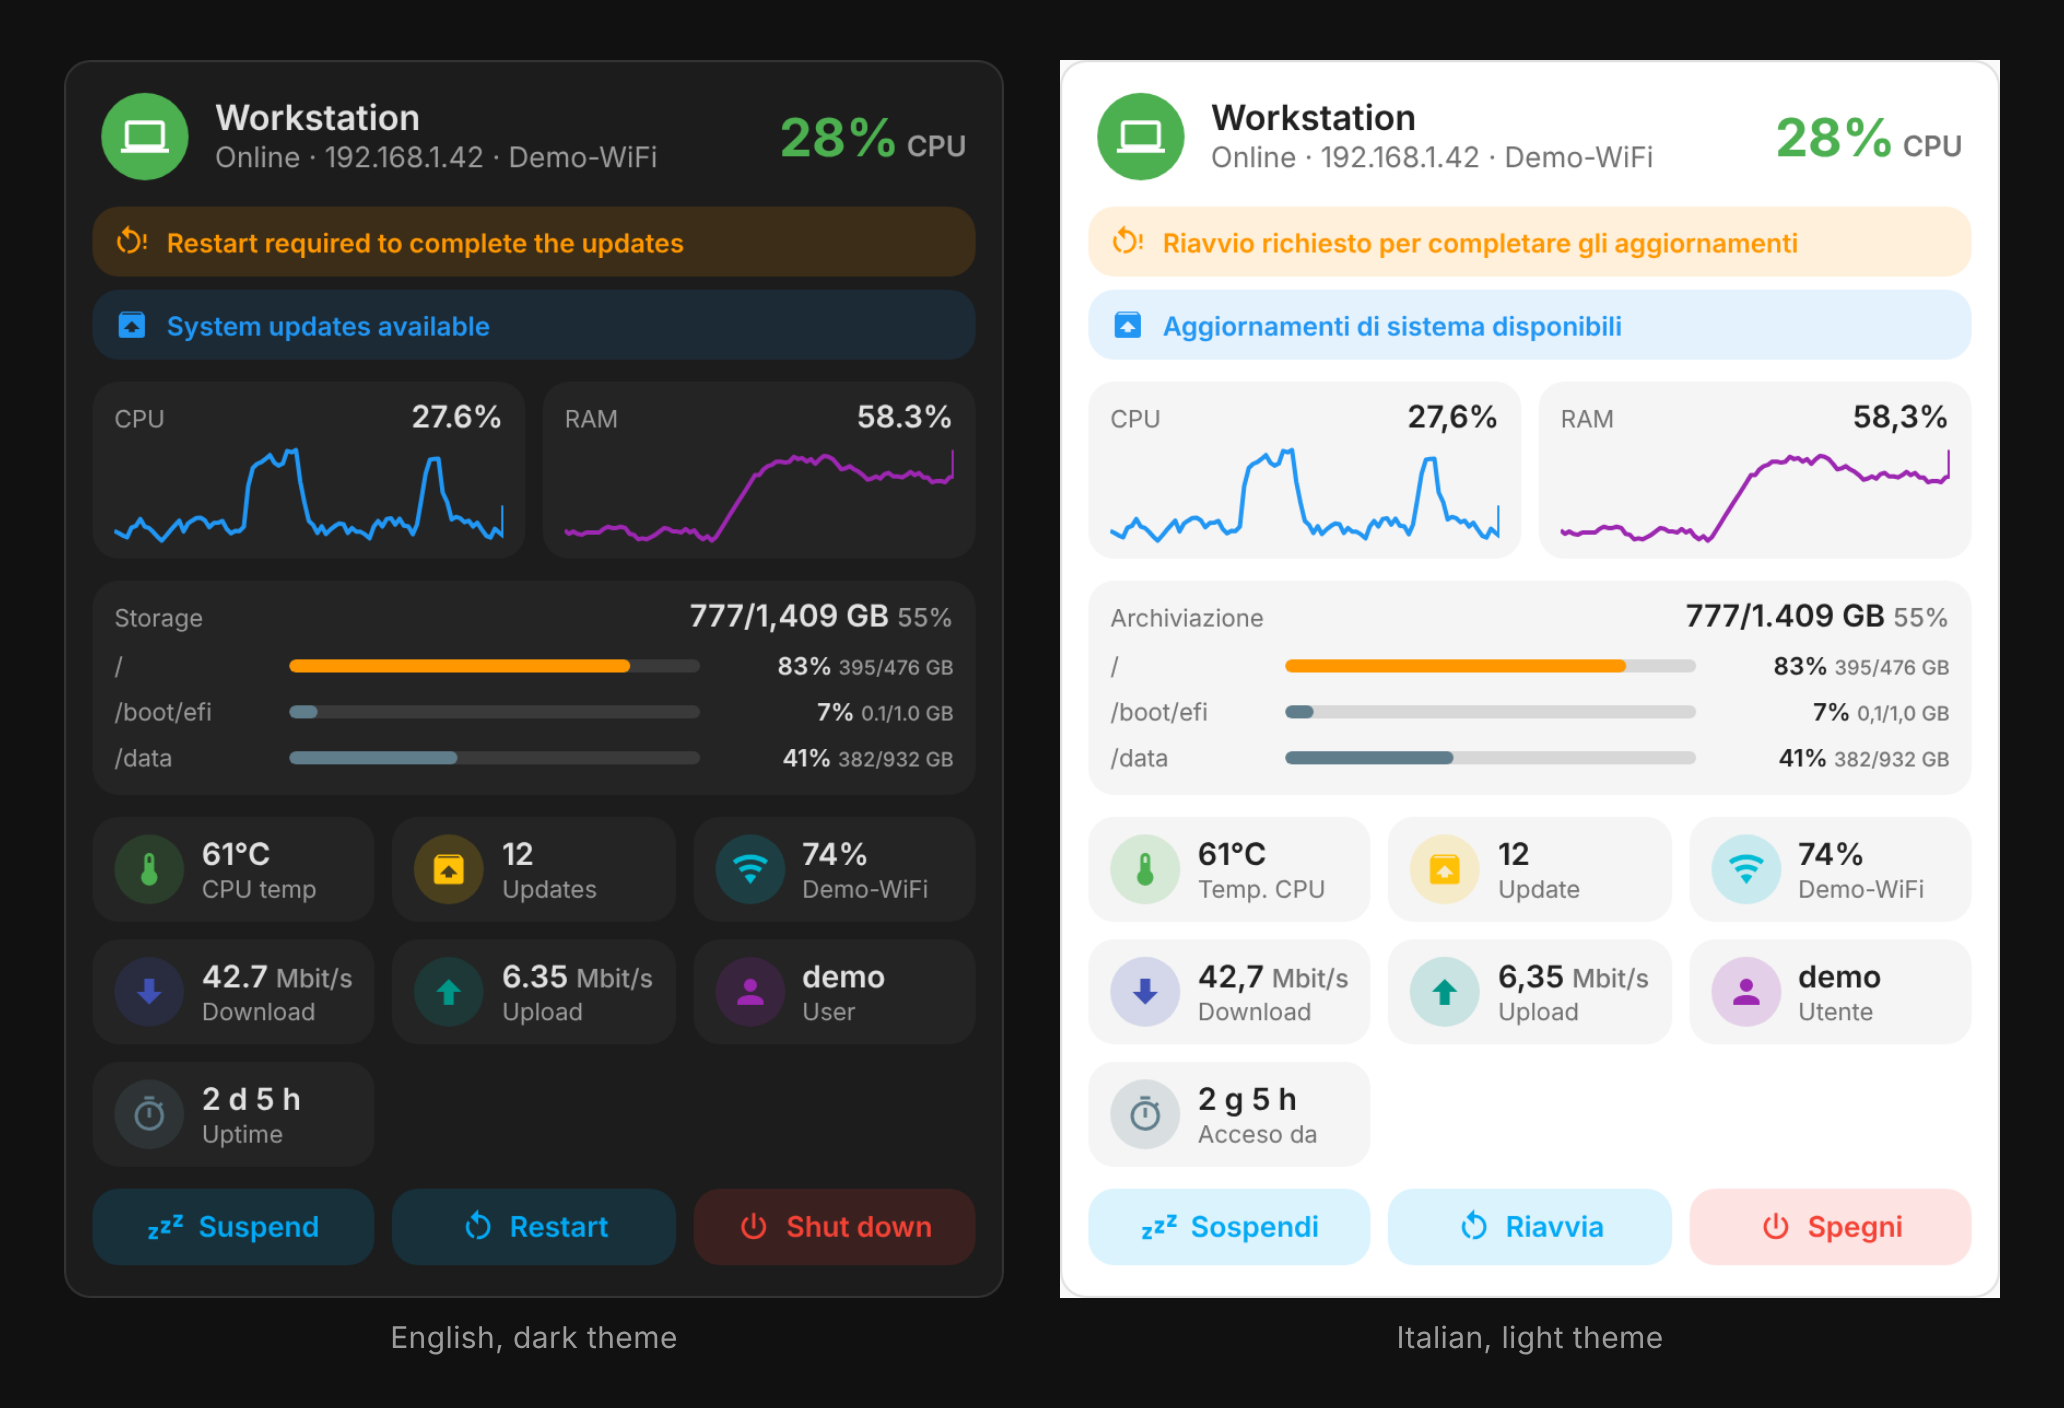 Workstation
Online · 192.168.1.42 · Demo-WiFi
28% CPU
Restart required to complete the updates
System updates available
CPU 27.6%
RAM 58.3%
Storage 777/1,409 GB 55%
/ 83% 395/476 GB
/boot/efi 7% 0.1/1.0 GB
/data 41% 382/932 GB
61°C
CPU temp
12
Updates
74%
Demo-WiFi
42.7 Mbit/s
Download
6.35 Mbit/s
Upload
demo
User
2 d 5 h
Uptime
zzz Suspend
Restart
Shut down
English, dark theme
Workstation
Online · 192.168.1.42 · Demo-WiFi
28% CPU
Riavvio richiesto per completare gli aggiornamenti
Aggiornamenti di sistema disponibili
CPU 27,6%
RAM 58,3%
Archiviazione 777/1.409 GB 55%
/ 83% 395/476 GB
/boot/efi 7% 0,1/1,0 GB
/data 41% 382/932 GB
61°C
Temp. CPU
12
Update
74%
Demo-WiFi
42,7 Mbit/s
Download
6,35 Mbit/s
Upload
demo
Utente
2 g 5 h
Acceso da
zzz Sospendi
Riavvia
Spegni
Italian, light theme